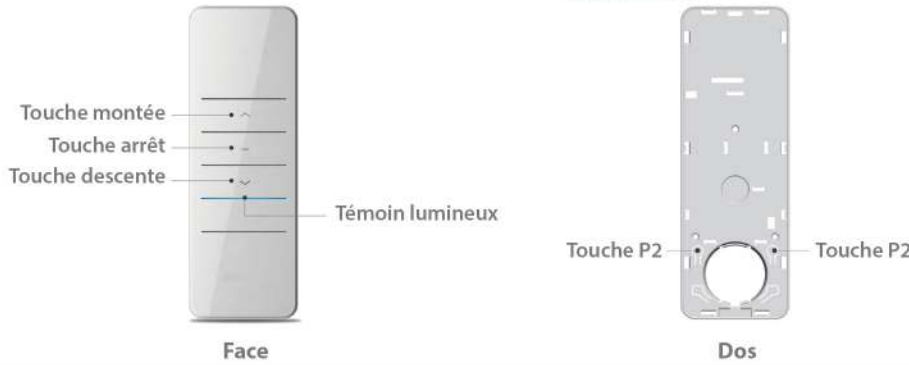 Touche montée
Touche arrêt
Touche descente
Témoin lumineux
Touche P2
Touche P2
Face
Dos